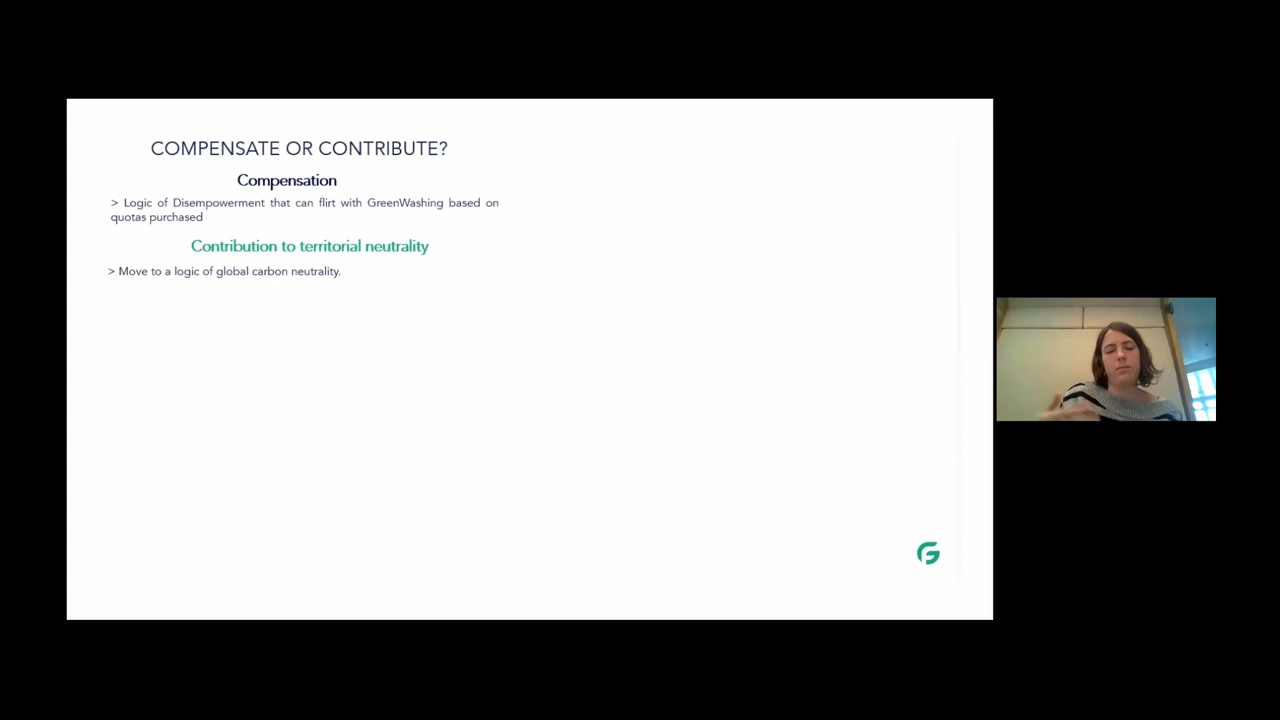 COMPENSATE OR CONTRIBUTE?
Compensation
> Logic of Disempowerment that can flirt with GreenWashing based on
quotas purchased
Contribution to territorial neutrality
> Move to a logic of global carbon neutrality.